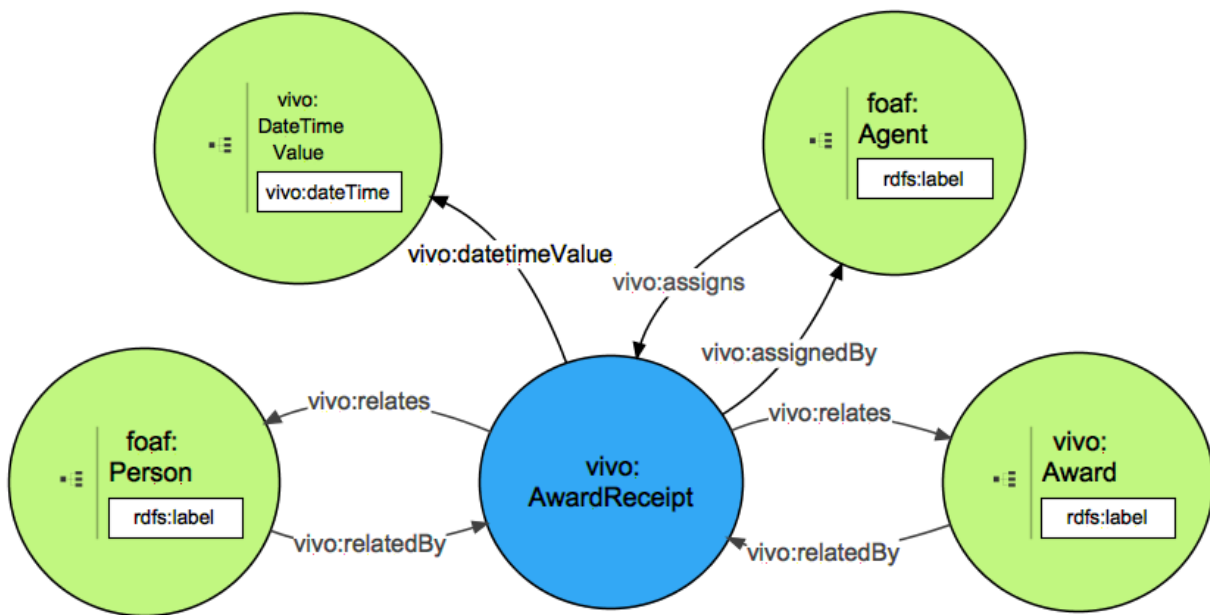 vivo:
DateTime
Value
vivo:dateTime
foaf:
Agent
rdfs:label
vivo:datetimeValue
vivo:assigns
vivo:assignedBy
vivo:relates
vivo:relates
foaf:
Person
rdfs:label
vivo:
AwardReceipt
vivo:
Award
rdfs:label
vivo:relatedBy
vivo:relatedBy